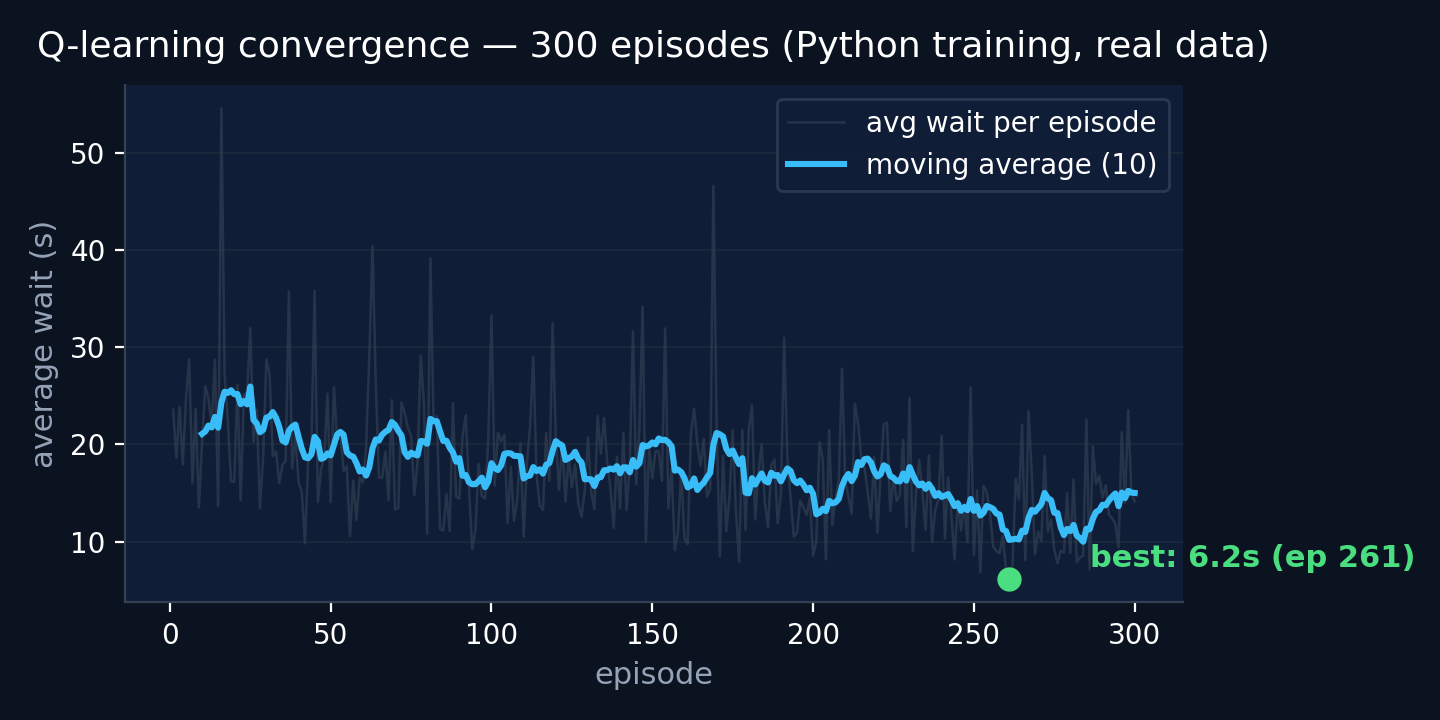 Q-learning convergence — 300 episodes (Python training, real data)
avg wait per episode
moving average (10)
average wait (s)
50
40
30
20
10
best: 6.2s (ep 261)
0 50 100 150 200 250 300
episode